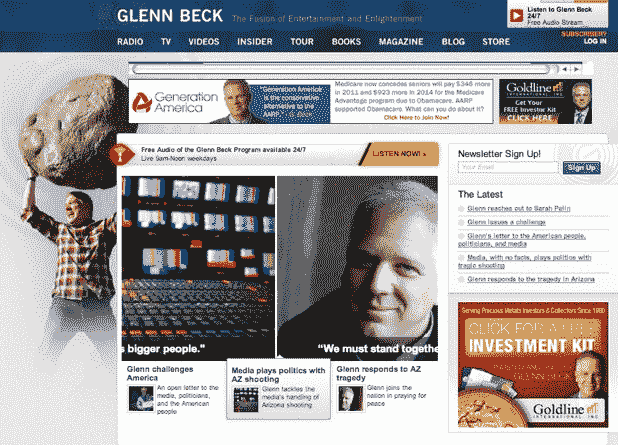 GLENN BECK The Fusion of Entertainment and Enlightenment
Listen to Glenn Beck
24/7
Free Audio Stream
SUBSCRIBE!
LOG IN
RADIO TV VIDEOS INSIDER TOUR BOOKS MAGAZINE BLOG STORE
Generation
America
"Generation America
is the conservative
alternative to the
AARP." - G. Beck
Medicare now concedes seniors will pay $346 more
in 2011 and $923 more in 2014 for the Medicare
Advantage program due to Obamacare. AARP
supported Obamacare. What can you do about it?
Click Here to Join Now!
Goldline
INTERNATIONAL INC
GET YOUR
FREE Investor Kit
CLICK HERE
Free Audio of the Glenn Beck Program available 24/7
Live 9am-Noon weekdays
LISTEN NOW! »
Newsletter Sign Up!
Your Email
Sign Up
The Latest
Glenn reaches out to Sarah Palin
Glenn issues a challenge
Glenn's letter to the American people,
politicians, and media
Media, with no facts, plays politics with
tragic shooting
Glenn responds to the tragedy in Arizona
s bigger people."
"We must stand togethe
Glenn challenges
America
An open letter to the
media, politicians,
and the American
people
Media plays politics with
AZ shooting
Glenn tackles the
media's handling of
Arizona shooting
Glenn responds to AZ
tragedy
Glenn joins the
nation in praying for
peace
Serving Precious Metals Investors & Collectors Since 1960
CLICK FOR A FREE
INVESTMENT KIT
Goldline
INTERNATIONAL, INC